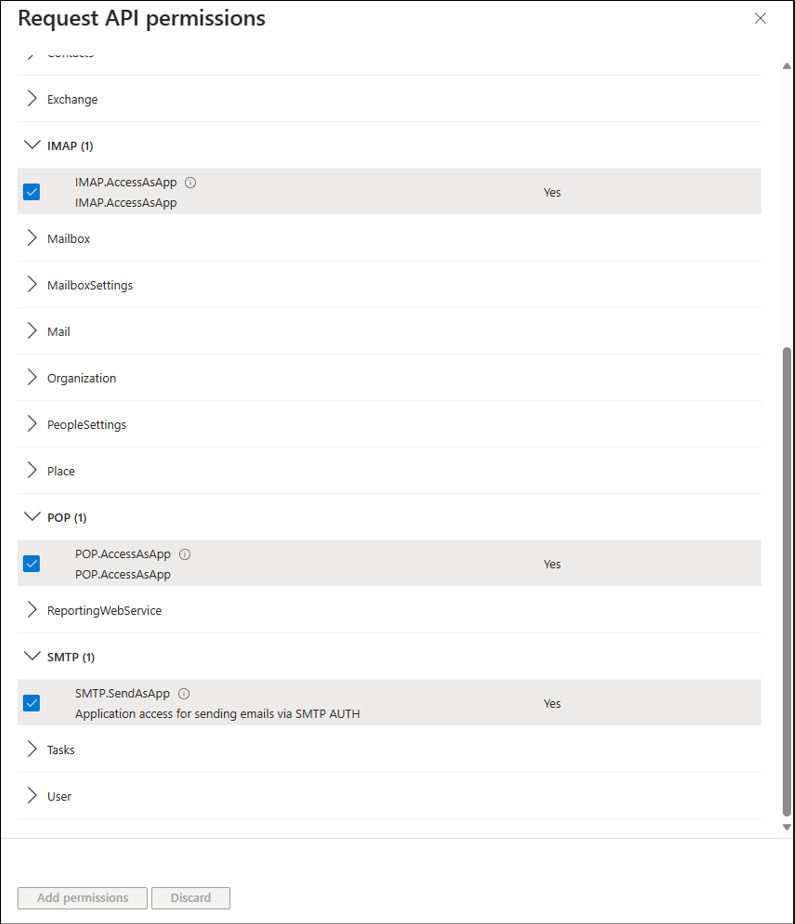 Request API permissions
Contacts
Exchange
IMAP (1)
IMAP.AccessAsApp
IMAP.AccessAsApp
Yes
Mailbox
MailboxSettings
Mail
Organization
PeopleSettings
Place
POP (1)
POP.AccessAsApp
POP.AccessAsApp
Yes
ReportingWebService
SMTP (1)
SMTP.SendAsApp
Application access for sending emails via SMTP AUTH
Yes
Tasks
User
Add permissions
Discard